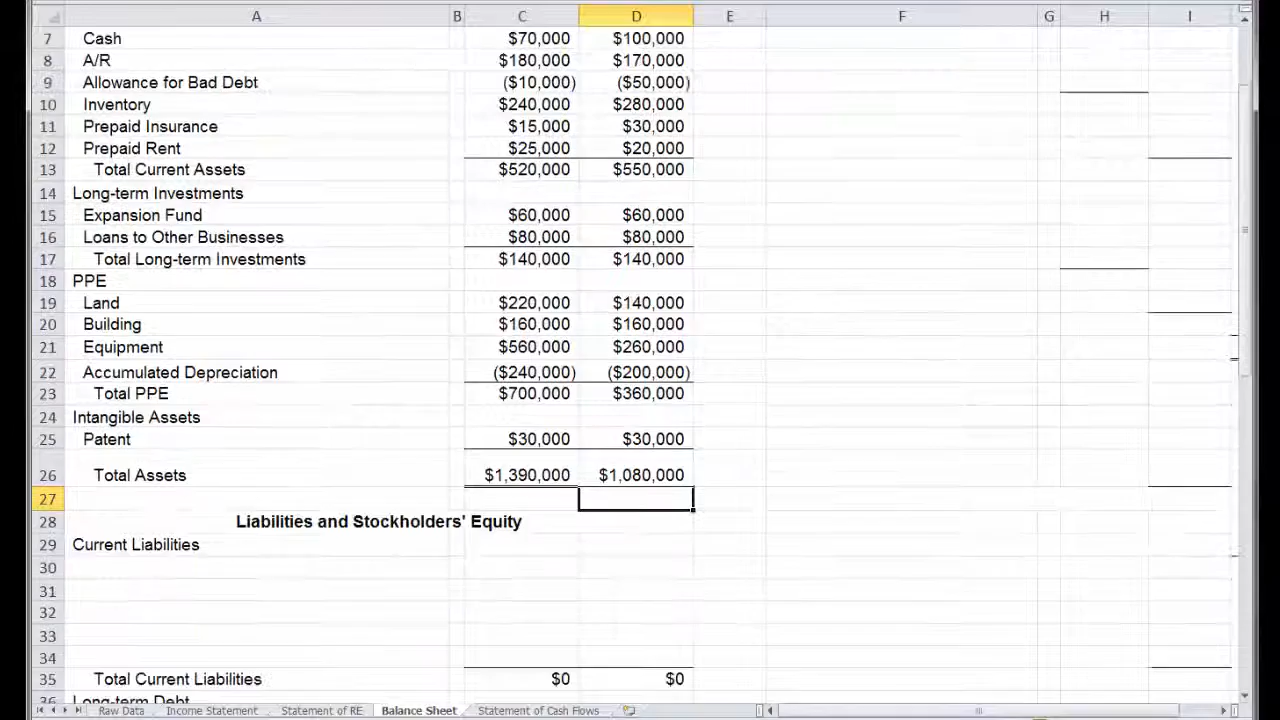 A B C D E F G H I
7 Cash $70,000 $100,000
8 A/R $180,000 $170,000
9 Allowance for Bad Debt ($10,000) ($50,000)
10 Inventory $240,000 $280,000
11 Prepaid Insurance $15,000 $30,000
12 Prepaid Rent $25,000 $20,000
13 Total Current Assets $520,000 $550,000
14 Long-term Investments
15 Expansion Fund $60,000 $60,000
16 Loans to Other Businesses $80,000 $80,000
17 Total Long-term Investments $140,000 $140,000
18 PPE
19 Land $220,000 $140,000
20 Building $160,000 $160,000
21 Equipment $560,000 $260,000
22 Accumulated Depreciation ($240,000) ($200,000)
23 Total PPE $700,000 $360,000
24 Intangible Assets
25 Patent $30,000 $30,000
26 Total Assets $1,390,000 $1,080,000
27
28 Liabilities and Stockholders' Equity
29 Current Liabilities
30
31
32
33
34
35 Total Current Liabilities $0 $0
36 Long-term Debt
Raw Data Income Statement Statement of RE Balance Sheet Statement of Cash Flows